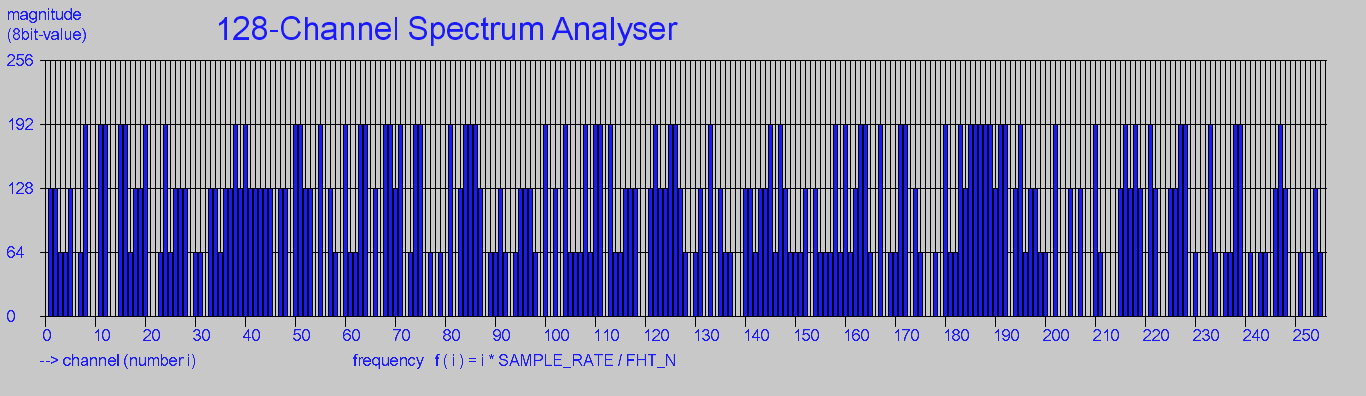 magnitude
(8bit-value)
128-Channel Spectrum Analyser
256
192
128
64
0
0 10 20 30 40 50 60 70 80 90 100 110 120 130 140 150 160 170 180 190 200 210 220 230 240 250
--> channel (number i)
frequency f ( i ) = i * SAMPLE_RATE / FHT_N